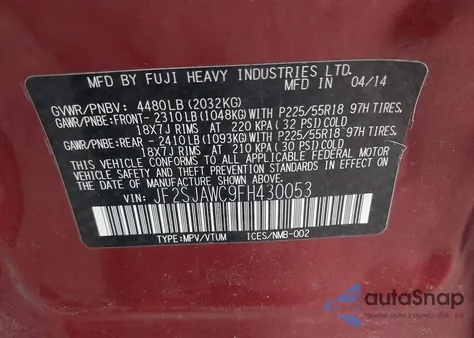 MFD BY FUJI HEAVY INDUSTRIES LTD.
MFD IN 04/14
GVWR/PNBV: 4480LB (2032KG)
GAWR/PNBE: FRONT- 2310LB (1048KG) WITH P225/55R18 97H TIRES,
18X7J RIMS AT 220 KPA (32 PSI) COLD
GAWR/PNBE: REAR - 2410LB (1093KG) WITH P225/55R18 97H TIRES,
18X7J RIMS AT 210 KPA (30 PSI) COLD
THIS VEHICLE CONFORMS TO ALL APPLICABLE FEDERAL
MOTOR VEHICLE SAFETY, BUMPER, AND THEFT PREVENTION
STANDARDS IN EFFECT ON THE DATE OF MANUFACTURE
SHOWN ABOVE.
VIN: JF2SJAWC9FH430053
TYPE:MPV/VTUM ICES/NMB-002
autoSnap